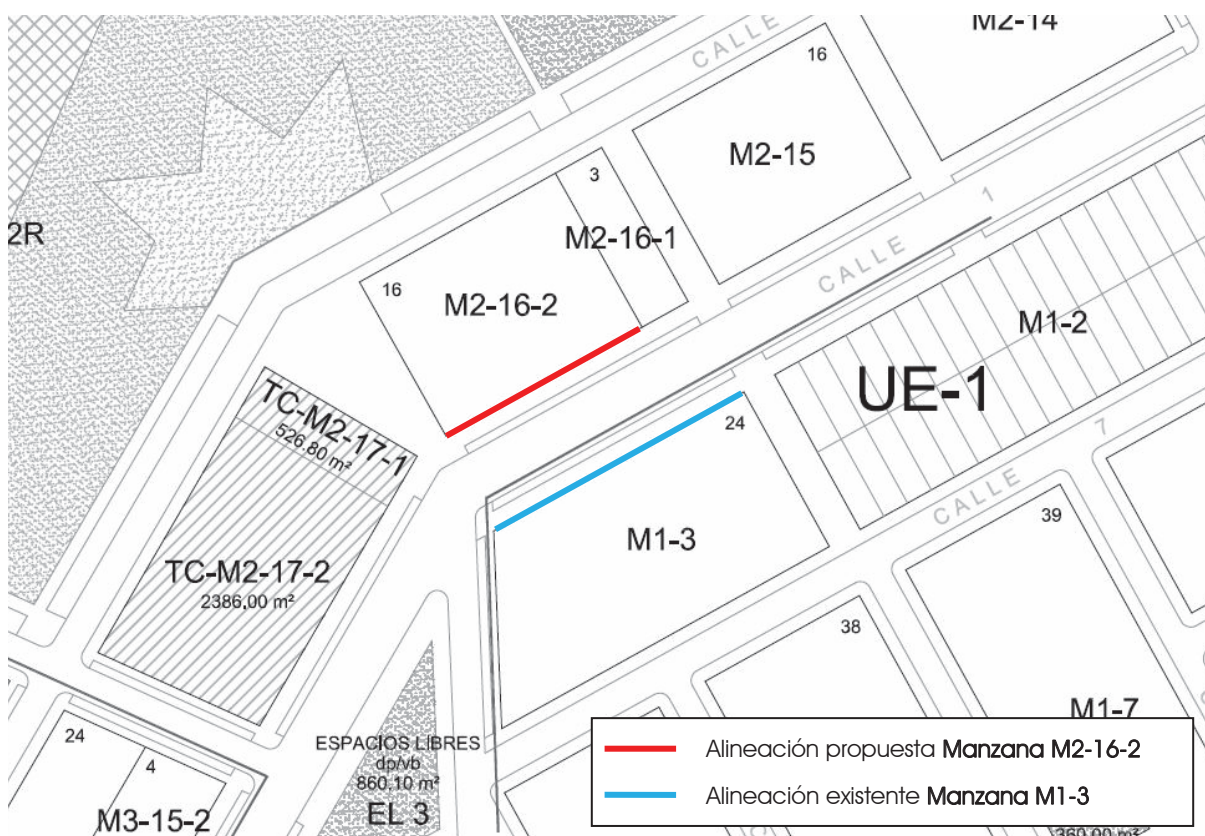 M2-14
CALLE
16
M2-15
3
M2-16-1
2R
16
M2-16-2
1
CALLE
M1-2
UE-1
TC-M2-17-1
526.80 m²
24
7
CALLE
M1-3
39
TC-M2-17-2
2386,00 m²
38
M1-7
24
4
M3-15-2
ESPACIOS LIBRES
dp/vb
860.10 m²
EL 3
Alineación propuesta Manzana M2-16-2
Alineación existente Manzana M1-3
360.00 m²